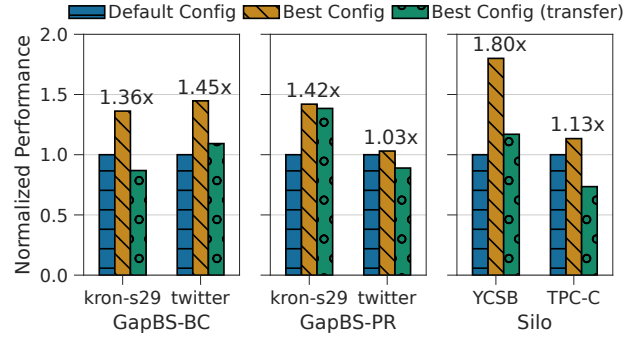 Default Config Best Config Best Config (transfer)
Normalized Performance
2.0
1.5
1.0
0.5
0.0
1.36x 1.45x
1.42x 1.03x
1.80x 1.13x
kron-s29 twitter
GapBS-BC
kron-s29 twitter
GapBS-PR
YCSB TPC-C
Silo